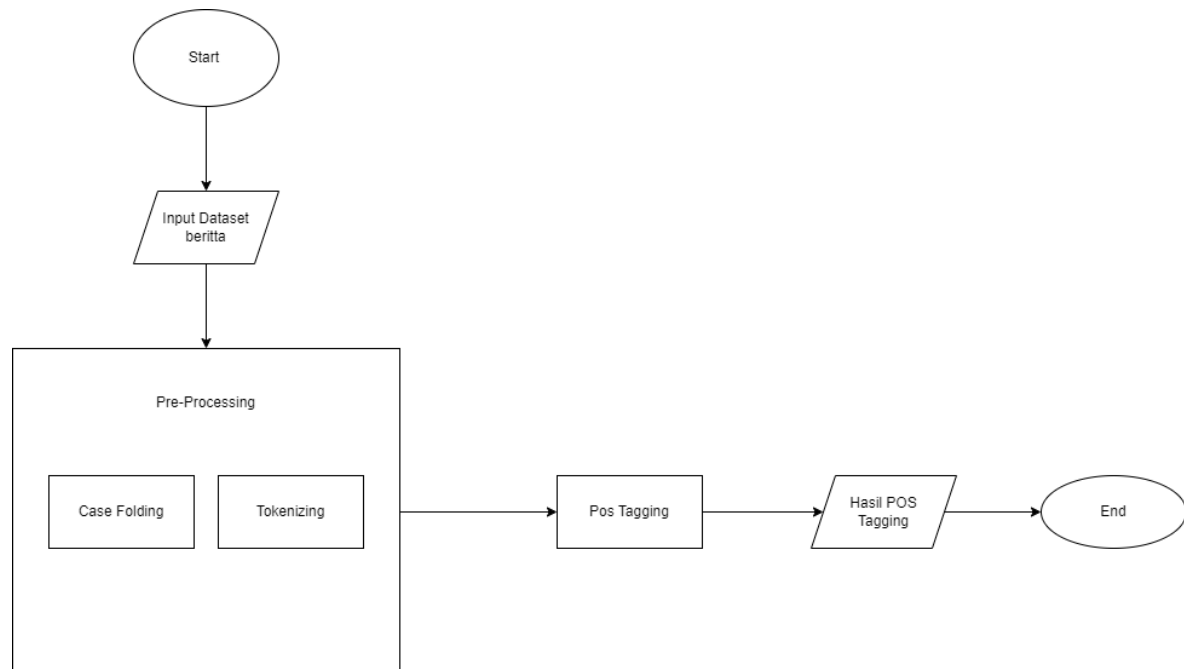 Start
Input Dataset
beritta
Pre-Processing
Case Folding
Tokenizing
Pos Tagging
Hasil POS
Tagging
End